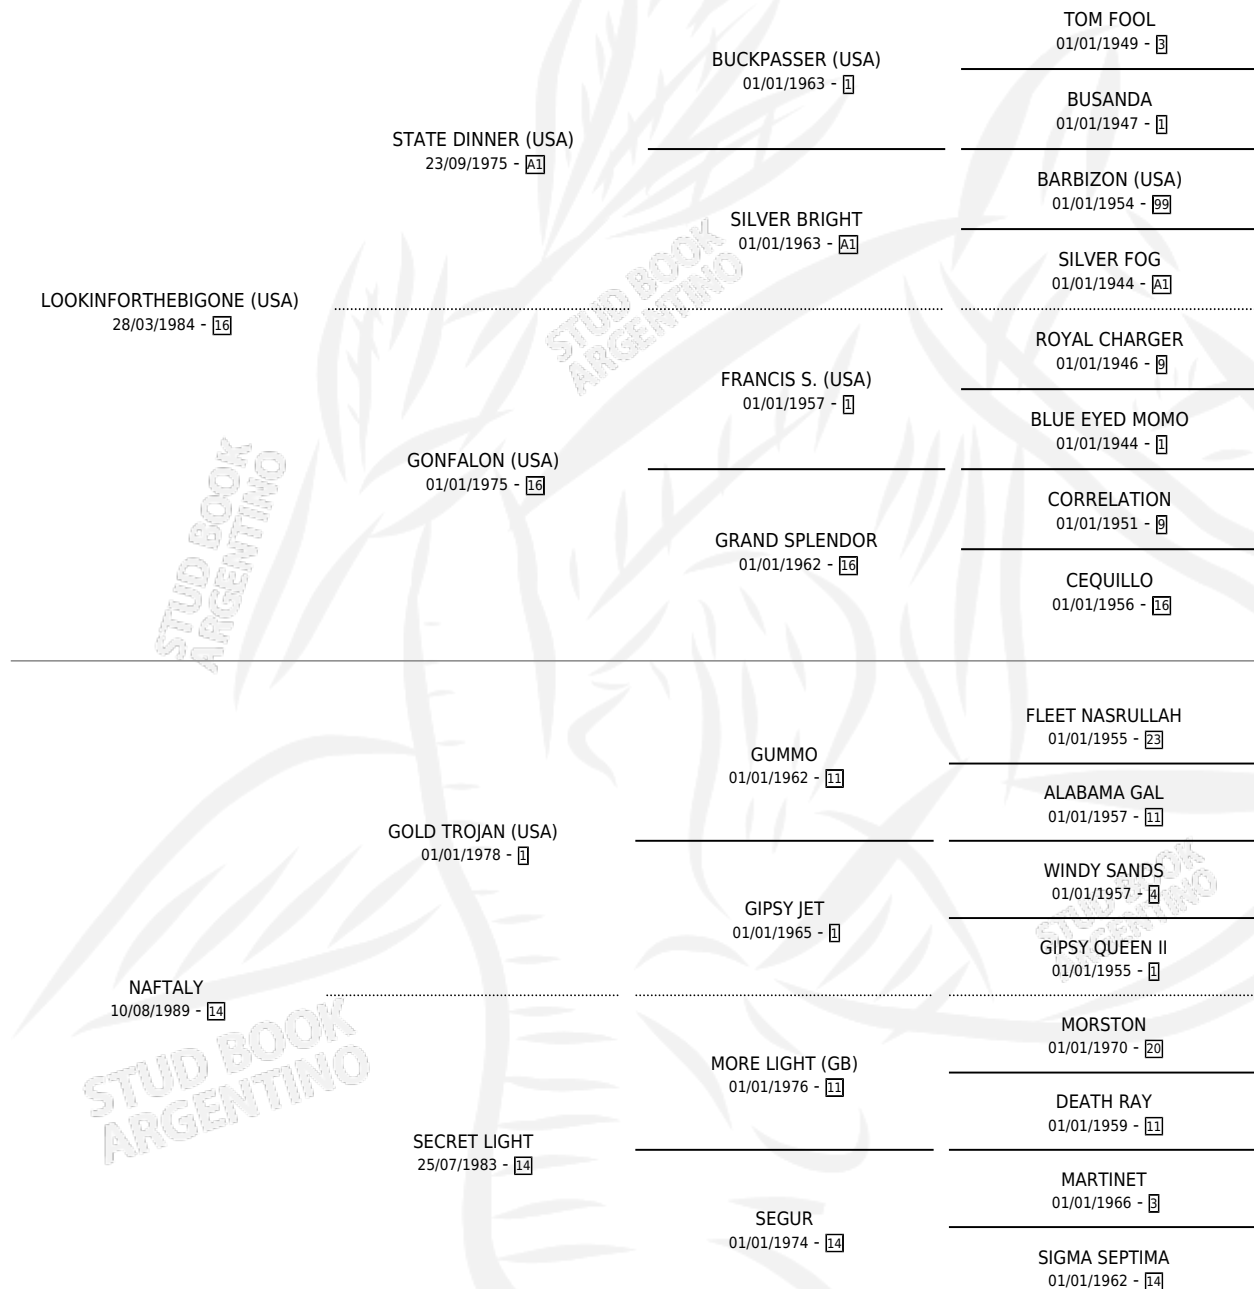 TOM FOOL
01/01/1949 - 3
BUCKPASSER (USA)
01/01/1963 - 1
BUSANDA
01/01/1947 - 1
STATE DINNER (USA)
23/09/1975 - A1
BARBIZON (USA)
01/01/1954 - 99
SILVER BRIGHT
01/01/1963 - A1
SILVER FOG
01/01/1944 - A1
LOOKINFORTHEBIGONE (USA)
28/03/1984 - 16
ROYAL CHARGER
01/01/1946 - 9
FRANCIS S. (USA)
01/01/1957 - 1
BLUE EYED MOMO
01/01/1944 - 1
GONFALON (USA)
01/01/1975 - 16
CORRELATION
01/01/1951 - 9
GRAND SPLENDOR
01/01/1962 - 16
CEQUILLO
01/01/1956 - 16
FLEET NASRULLAH
01/01/1955 - 23
GUMMO
01/01/1962 - 11
ALABAMA GAL
01/01/1957 - 11
GOLD TROJAN (USA)
01/01/1978 - 1
WINDY SANDS
01/01/1957 - 4
GIPSY JET
01/01/1965 - 1
GIPSY QUEEN II
01/01/1955 - 1
NAFTALY
10/08/1989 - 14
MORSTON
01/01/1970 - 20
MORE LIGHT (GB)
01/01/1976 - 11
DEATH RAY
01/01/1959 - 11
SECRET LIGHT
25/07/1983 - 14
MARTINET
01/01/1966 - 3
SEGUR
01/01/1974 - 14
SIGMA SEPTIMA
01/01/1962 - 14
STUD BOOK
ARGENTINO
STUD BOOK
ARGENTINO
STUD BOOK
ARGENTINO
STUD BOOK
ARGENTINO